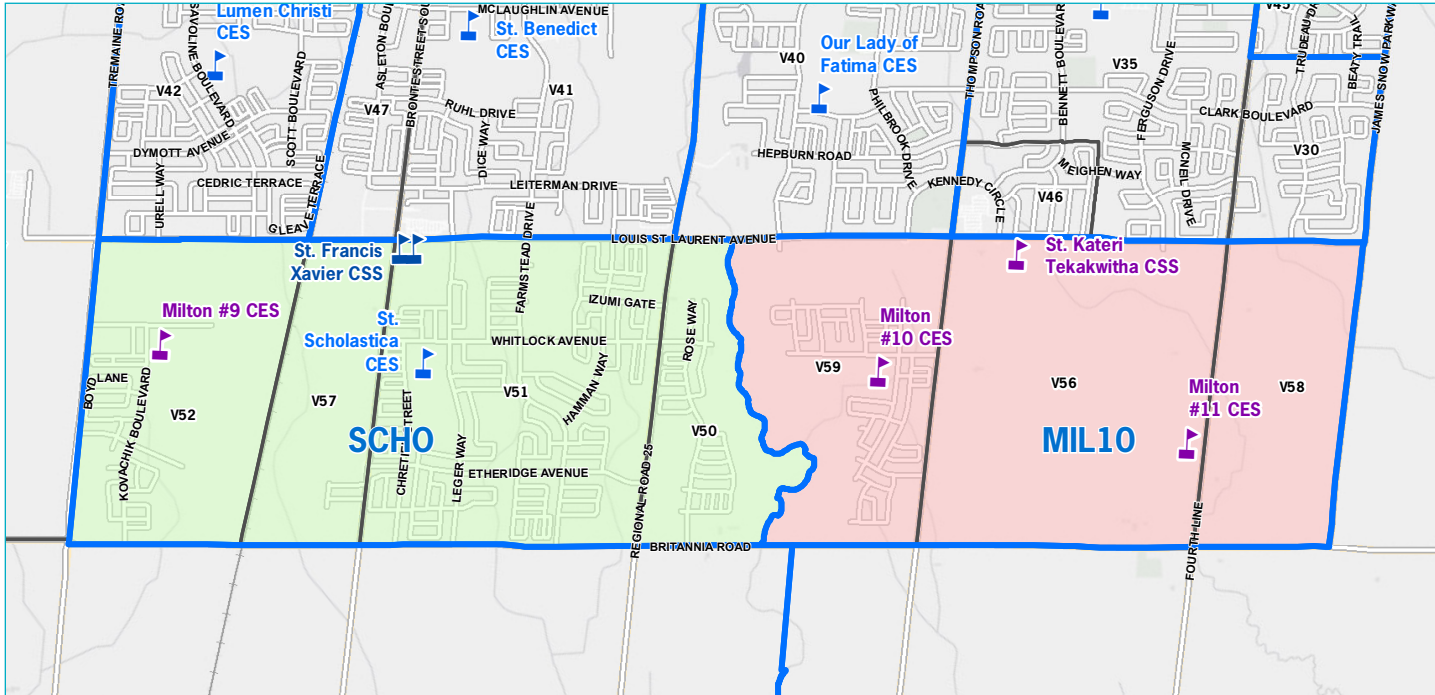 Lumen Christi
CES
MCLAUGHLIN AVENUE
St. Benedict
CES
TREMAINE ROA
SAVOLINE BOULEVARD
V42
SCOTT BOULEVARD
DYMOTT AVENUE
CEDRIC TERRACE
URELL WAY
GLEAVE TERRACE
ASLETON BOU
BRONTE STREET SOU
V47
RUHL DRIVE
V41
DICE WAY
LEITERMAN DRIVE
V40
Our Lady of
Fatima CES
PHILBROOK DRIVE
HEPBURN ROAD
KENNEDY CIRCLE
THOMPSON ROAD
BENNETT BOULEVARD
V35
FERGUSON DRIVE
MEIGHEN WAY
V46
MCNEIL DRIVE
V45
TRUDEAU DR
BEATY TRAIL
JAMES SNOW PARKWA
CLARK BOULEVARD
V30
LOUIS ST LAURENT AVENUE
St. Francis
Xavier CSS
St. Kateri
Tekakwitha CSS
Milton #9 CES
FARMSTEAD DRIVE
IZUMI GATE
St.
Scholastica
CES
WHITLOCK AVENUE
ROSE WAY
HAMMAN WAY
Milton
#10 CES
V59
BOYD LANE
KOVACHIK BOULEVARD
V52
V57
V51
V50
V56
Milton
#11 CES
V58
SCHO
MIL10
CHRETIEN STREET
LEGER WAY
ETHERIDGE AVENUE
REGIONAL ROAD 25
BRITANNIA ROAD
FOURTH LINE